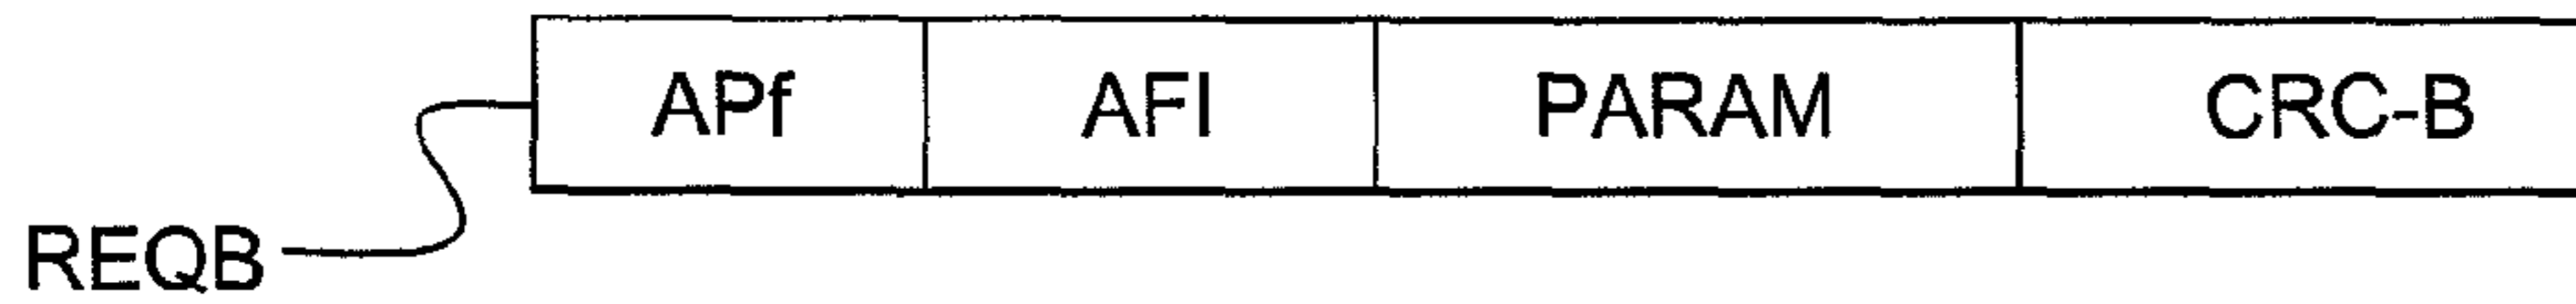 APf AFI PARAM CRC-B
REQB